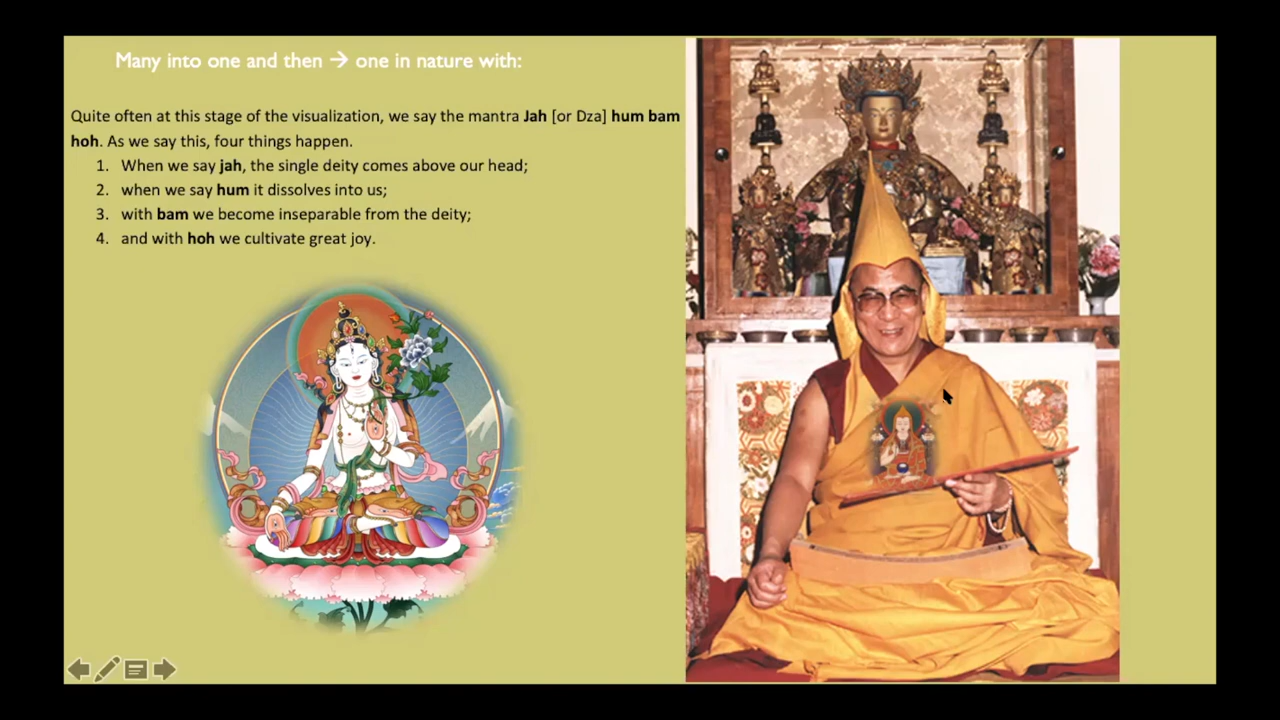 Many into one and then → one in nature with:
Quite often at this stage of the visualization, we say the mantra Jah [or Dza] hum bam
hoh. As we say this, four things happen.
1. When we say jah, the single deity comes above our head;
2. when we say hum it dissolves into us;
3. with bam we become inseparable from the deity;
4. and with hoh we cultivate great joy.